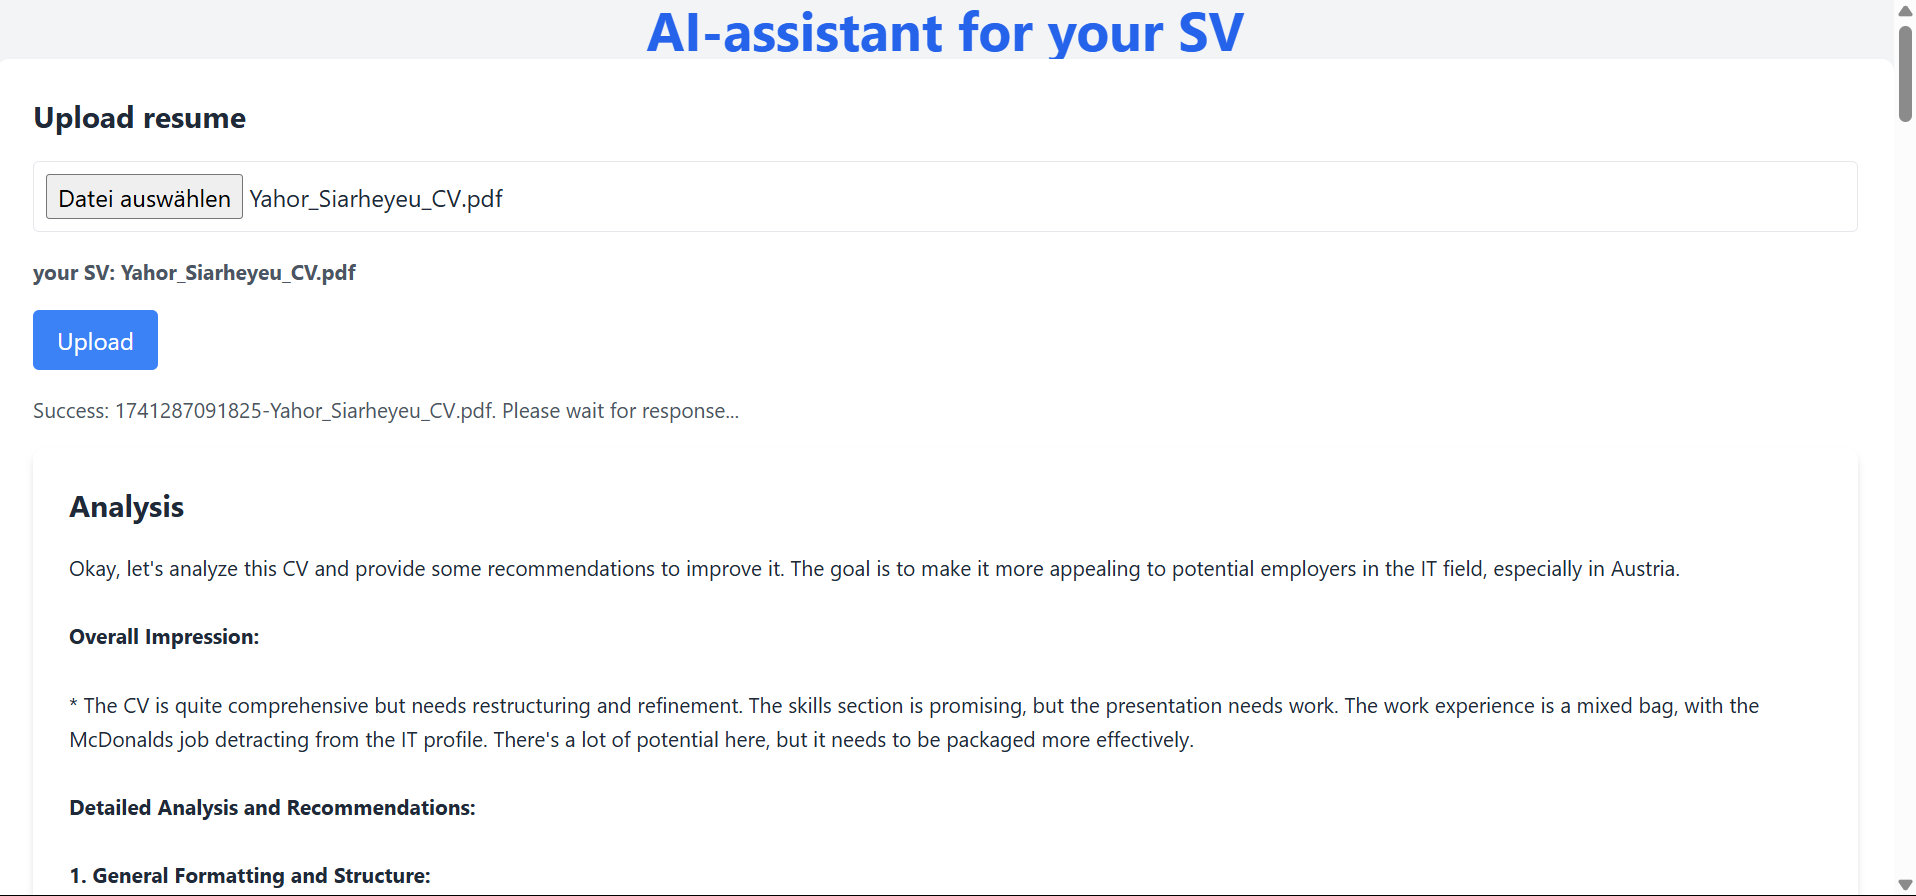 AI-assistant for your SV
Upload resume
Datei auswählen Yahor_Siarheyeu_CV.pdf
your SV: Yahor_Siarheyeu_CV.pdf
Upload
Success: 1741287091825-Yahor_Siarheyeu_CV.pdf. Please wait for response...
Analysis
Okay, let's analyze this CV and provide some recommendations to improve it. The goal is to make it more appealing to potential employers in the IT field, especially in Austria.
Overall Impression:
* The CV is quite comprehensive but needs restructuring and refinement. The skills section is promising, but the presentation needs work. The work experience is a mixed bag, with the
McDonalds job detracting from the IT profile. There's a lot of potential here, but it needs to be packaged more effectively.
Detailed Analysis and Recommendations:
1. General Formatting and Structure: